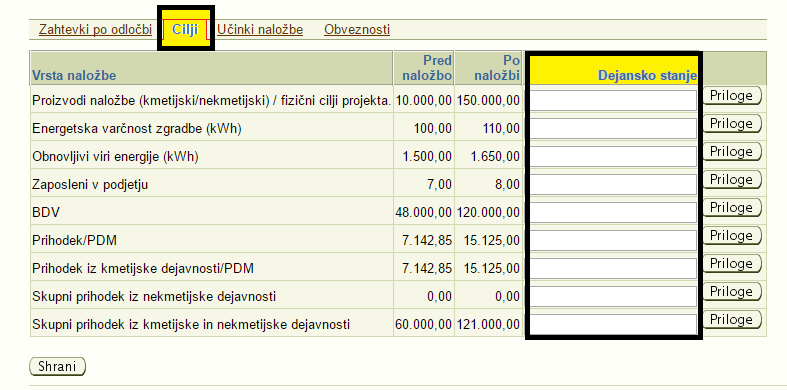 Zahtevki po odločbi Cilji Učinki naložbe Obveznosti
Vrsta naložbe Pred naložbo Po naložbi Dejansko stanje
Proizvodi naložbe (kmetijski/nekmetijski) / fizični cilji projekta. 10.000,00 150.000,00 Priloge
Energetska varčnost zgradbe (kWh) 100,00 110,00 Priloge
Obnovljivi viri energije (kWh) 1.500,00 1.650,00 Priloge
Zaposleni v podjetju 7,00 8,00 Priloge
BDV 48.000,00 120.000,00 Priloge
Prihodek/PDM 7.142,85 15.125,00 Priloge
Prihodek iz kmetijske dejavnosti/PDM 7.142,85 15.125,00 Priloge
Skupni prihodek iz nekmetijske dejavnosti 0,00 0,00 Priloge
Skupni prihodek iz kmetijske in nekmetijske dejavnosti 60.000,00 121.000,00 Priloge
Shrani